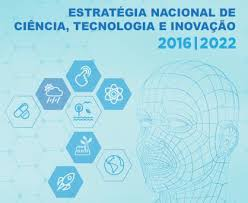 ESTRATÉGIA NACIONAL DE
CIÊNCIA, TECNOLOGIA E INOVAÇÃO
2016|2022